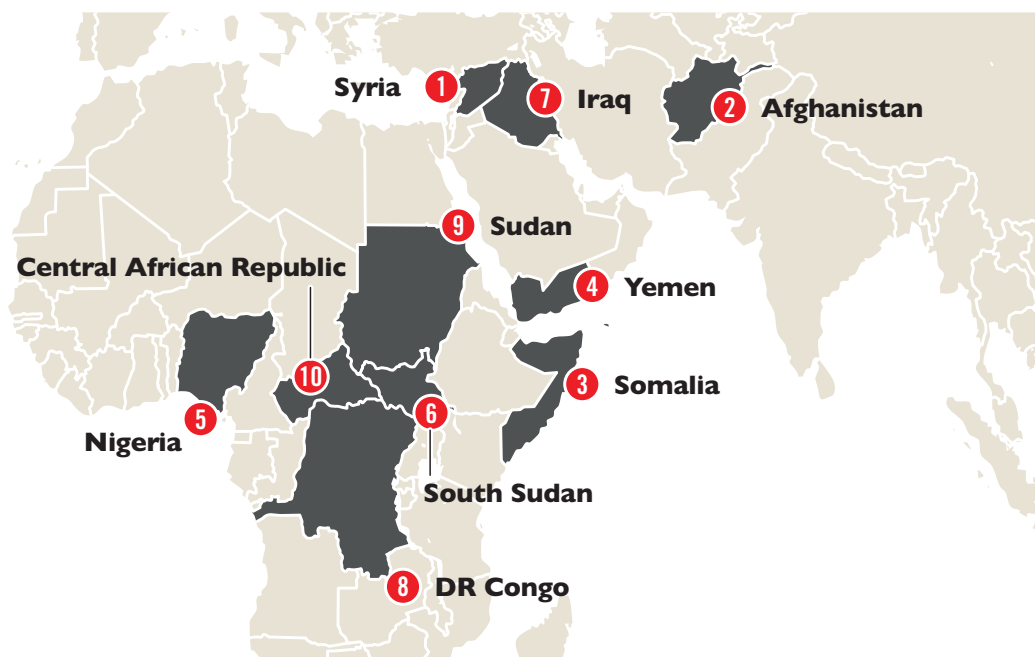 Syria
1
7
Iraq
2
Afghanistan
9
Sudan
Central African Republic
4
Yemen
10
3
Somalia
5
6
Nigeria
South Sudan
8
DR Congo